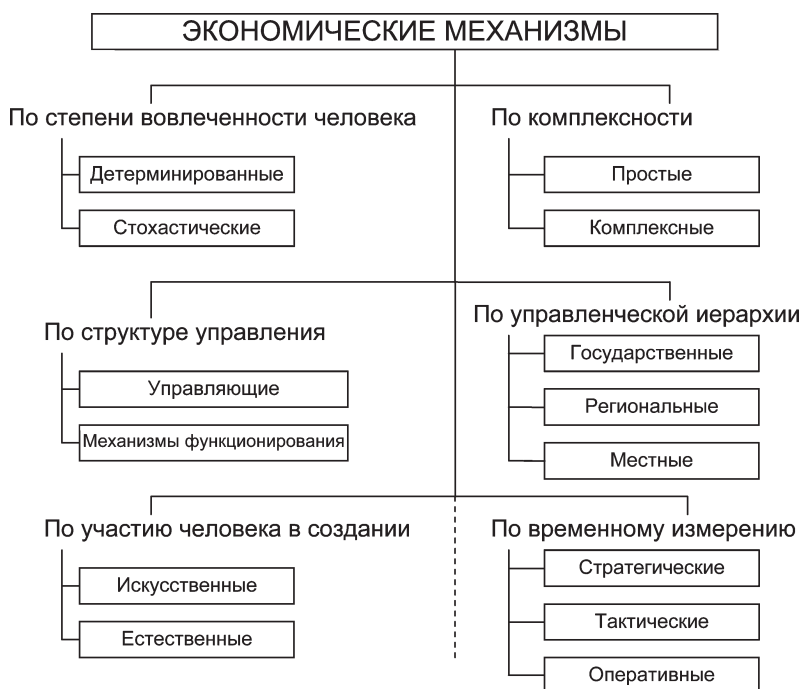 ЭКОНОМИЧЕСКИЕ МЕХАНИЗМЫ
По степени вовлеченности человека
Детерминированные
Стохастические
По комплексности
Простые
Комплексные
По структуре управления
Управляющие
Механизмы функционирования
По управленческой иерархии
Государственные
Региональные
Местные
По участию человека в создании
Искусственные
Естественные
По временному измерению
Стратегические
Тактические
Оперативные